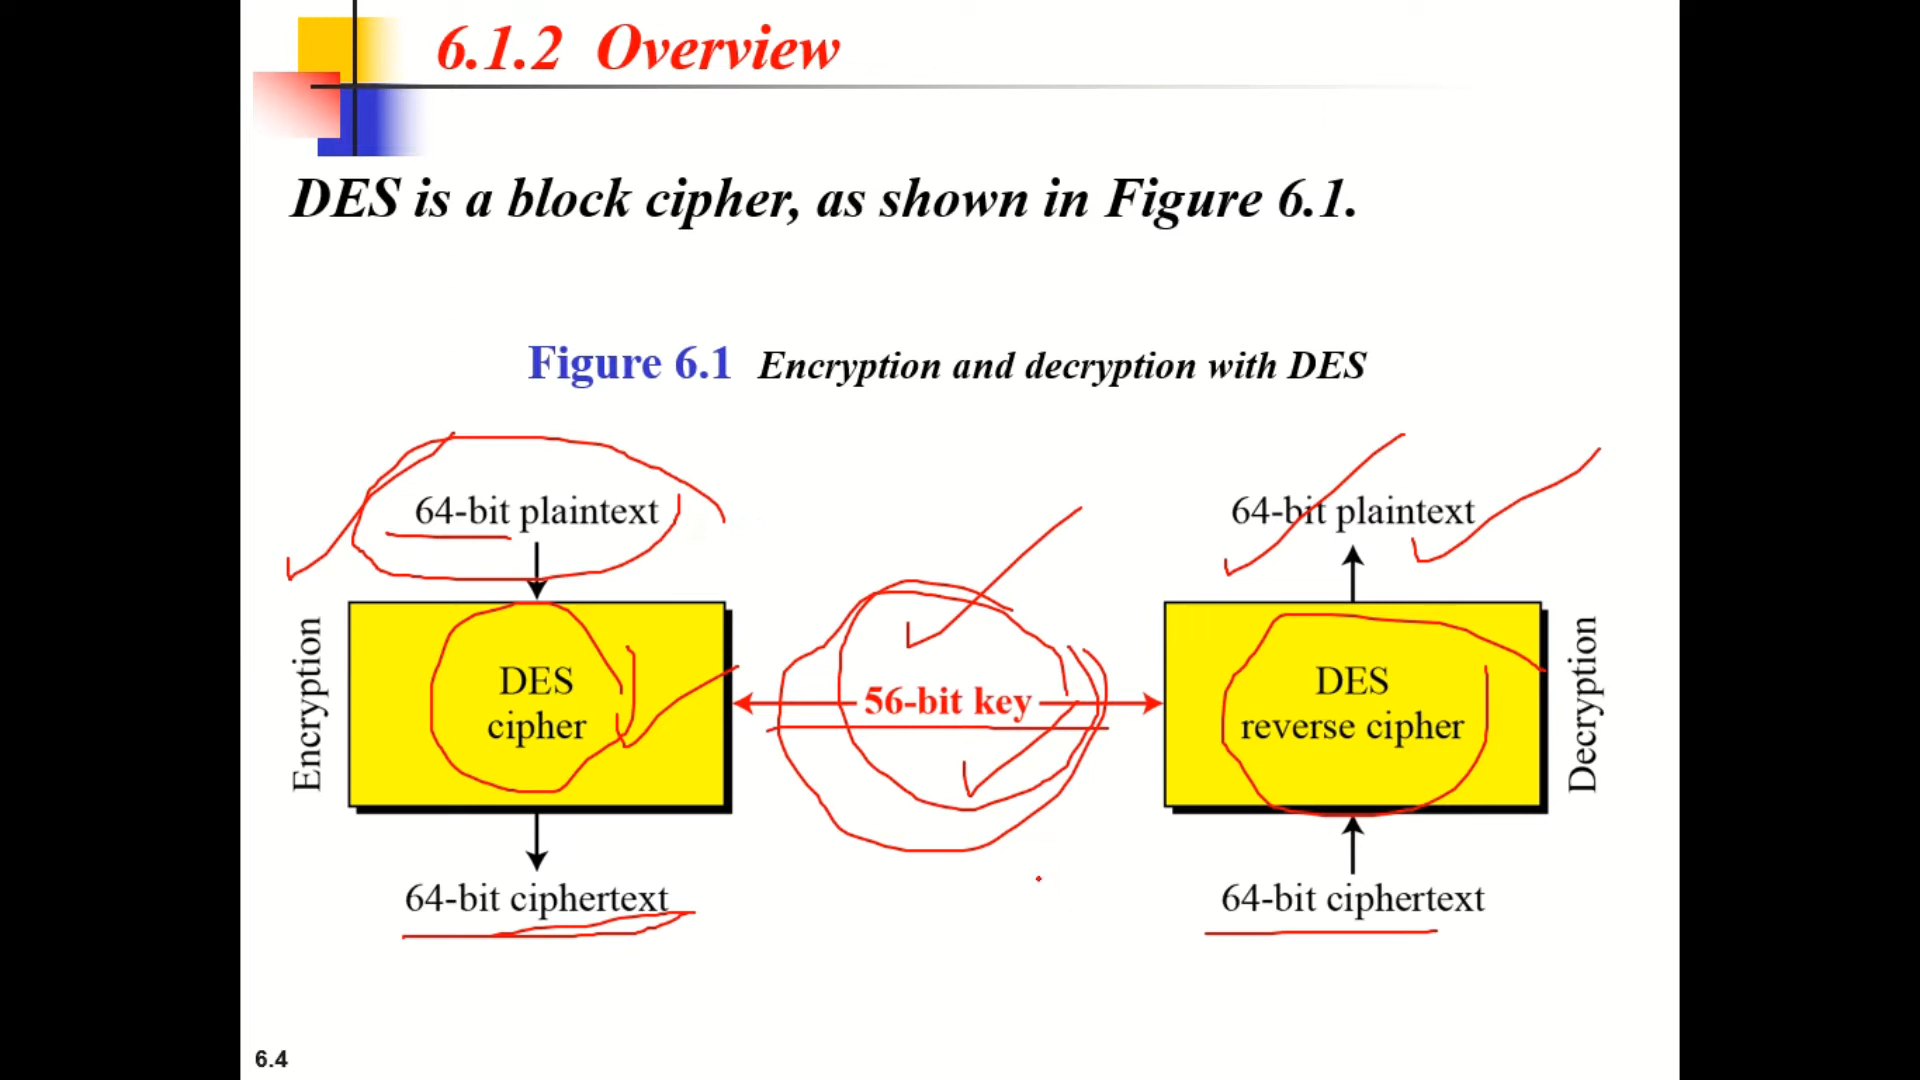 6.1.2 Overview
DES is a block cipher, as shown in Figure 6.1.
Figure 6.1 Encryption and decryption with DES
64-bit plaintext
64-bit plaintext
Encryption
DES
cipher
56-bit key
DES
reverse cipher
Decryption
64-bit ciphertext
64-bit ciphertext
6.4